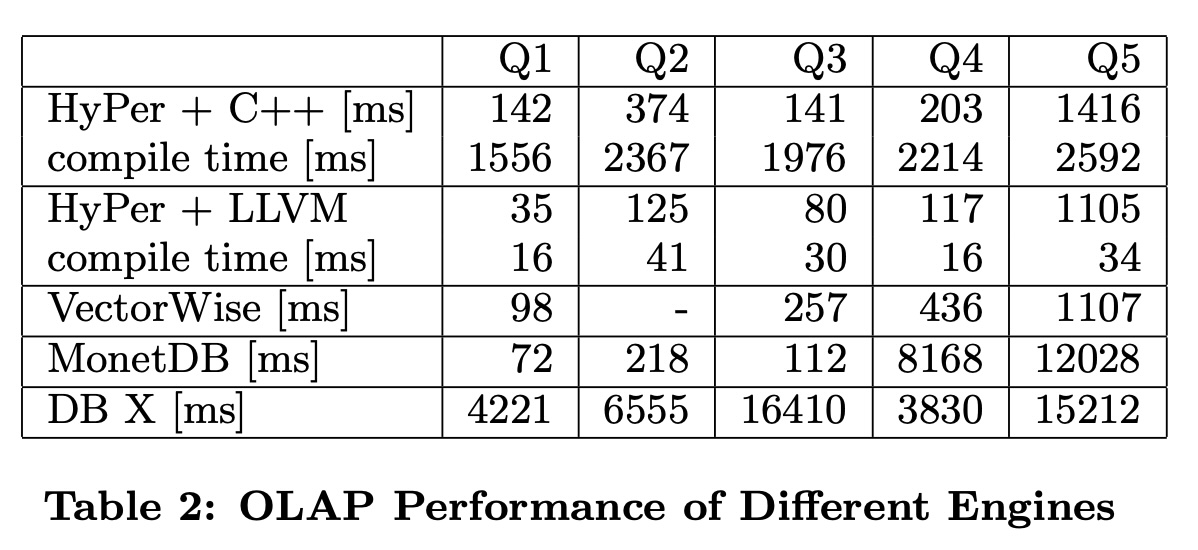 Q1 Q2 Q3 Q4 Q5
HyPer + C++ [ms] 142 374 141 203 1416
compile time [ms] 1556 2367 1976 2214 2592
HyPer + LLVM 35 125 80 117 1105
compile time [ms] 16 41 30 16 34
VectorWise [ms] 98 - 257 436 1107
MonetDB [ms] 72 218 112 8168 12028
DB X [ms] 4221 6555 16410 3830 15212
Table 2: OLAP Performance of Different Engines